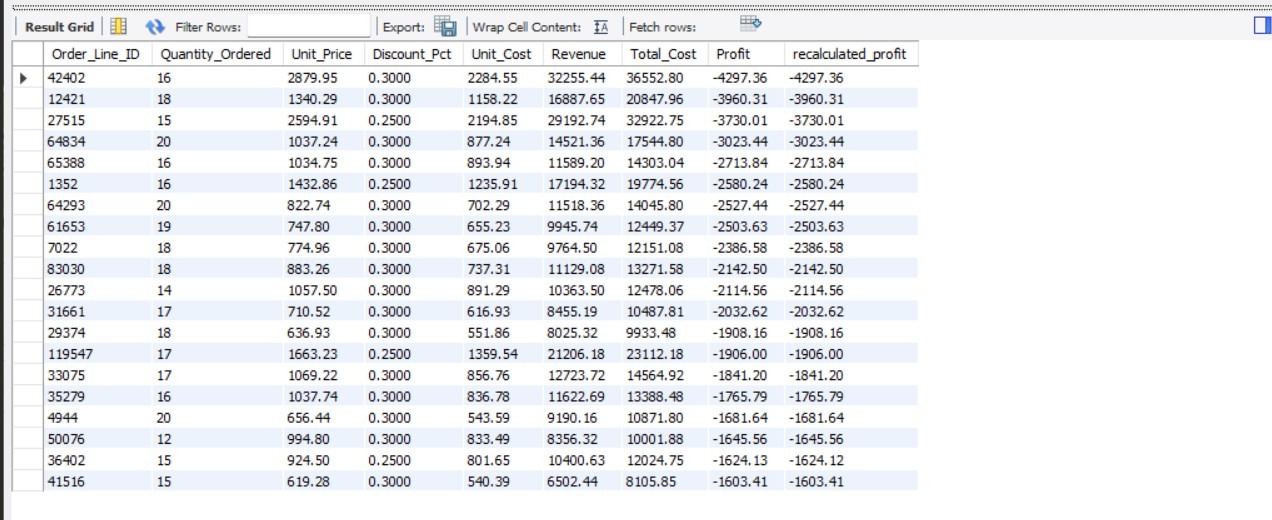 Result Grid Filter Rows: Export: Wrap Cell Content: Fetch rows:
Order_Line_ID Quantity_Ordered Unit_Price Discount_Pct Unit_Cost Revenue Total_Cost Profit recalculated_profit
42402 16 2879.95 0.3000 2284.55 32255.44 36552.80 -4297.36 -4297.36
12421 18 1340.29 0.3000 1158.22 16887.65 20847.96 -3960.31 -3960.31
27515 15 2594.91 0.2500 2194.85 29192.74 32922.75 -3730.01 -3730.01
64834 20 1037.24 0.3000 877.24 14521.36 17544.80 -3023.44 -3023.44
65388 16 1034.75 0.3000 893.94 11589.20 14303.04 -2713.84 -2713.84
1352 16 1432.86 0.2500 1235.91 17194.32 19774.56 -2580.24 -2580.24
64293 20 822.74 0.3000 702.29 11518.36 14045.80 -2527.44 -2527.44
61653 19 747.80 0.3000 655.23 9945.74 12449.37 -2503.63 -2503.63
7022 18 774.96 0.3000 675.06 9764.50 12151.08 -2386.58 -2386.58
83030 18 883.26 0.3000 737.31 11129.08 13271.58 -2142.50 -2142.50
26773 14 1057.50 0.3000 891.29 10363.50 12478.06 -2114.56 -2114.56
31661 17 710.52 0.3000 616.93 8455.19 10487.81 -2032.62 -2032.62
29374 18 636.93 0.3000 551.86 8025.32 9933.48 -1908.16 -1908.16
119547 17 1663.23 0.2500 1359.54 21206.18 23112.18 -1906.00 -1906.00
33075 17 1069.22 0.3000 856.76 12723.72 14564.92 -1841.20 -1841.20
35279 16 1037.74 0.3000 836.78 11622.69 13388.48 -1765.79 -1765.79
4944 20 656.44 0.3000 543.59 9190.16 10871.80 -1681.64 -1681.64
50076 12 994.80 0.3000 833.49 8356.32 10001.88 -1645.56 -1645.56
36402 15 924.50 0.2500 801.65 10400.63 12024.75 -1624.13 -1624.12
41516 15 619.28 0.3000 540.39 6502.44 8105.85 -1603.41 -1603.41